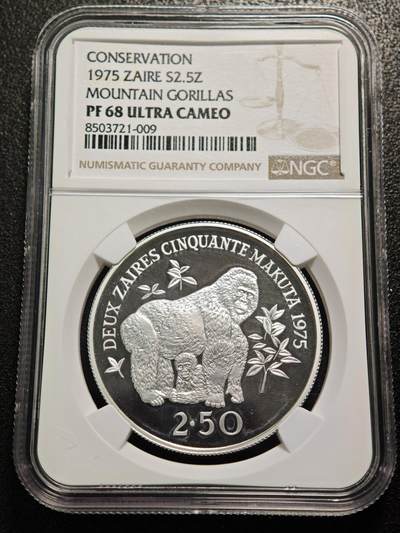 CONSERVATION
1975 ZAIRE S2.5Z
MOUNTAIN GORILLAS
PF 68 ULTRA CAMEO
8503721-009
NUMISMATIC GUARANTY COMPANY
NGC
DEUX ZAIRES CINQUANTE MAKUTA 1975
2·50